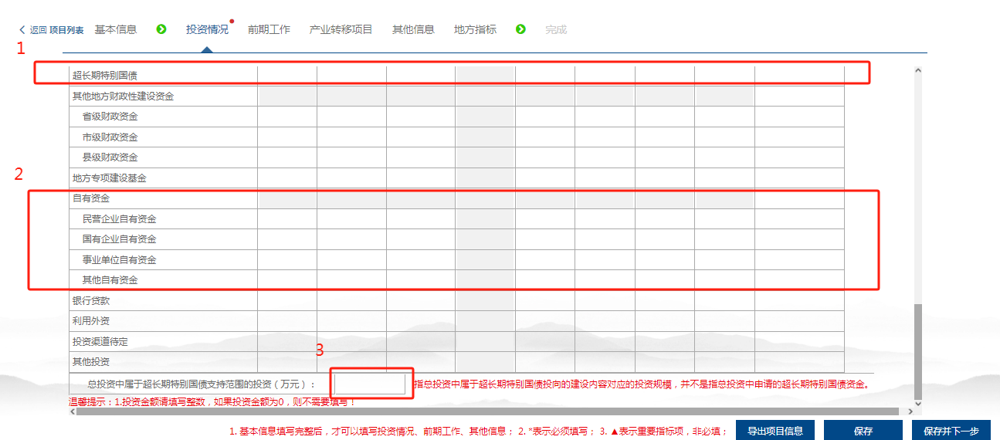 返回 项目列表 基本信息 投资情况 前期工作 产业转移项目 其他信息 地方指标 完成
1
超长期特别国债
其他地方财政性建设资金
省级财政资金
市级财政资金
县级财政资金
2
地方专项建设基金
自有资金
民营企业自有资金
国有企业自有资金
事业单位自有资金
其他自有资金
银行贷款
利用外资
投资渠道待定
3
其他投资
总投资中属于超长期特别国债支持范围的投资（万元）： 指总投资中属于超长期特别国债投向的建设内容对应的投资规模，并不是指总投资中申请的超长期特别国债资金。
温馨提示：1.投资金额请填写整数，如果投资金额为0，则不需要填写！
1. 基本信息填写完整后，才可以填写投资情况、前期工作、其他信息； 2. *表示必须填写； 3. ▲表示重要指标项，非必填； 导出项目信息 保存 保存并下一步